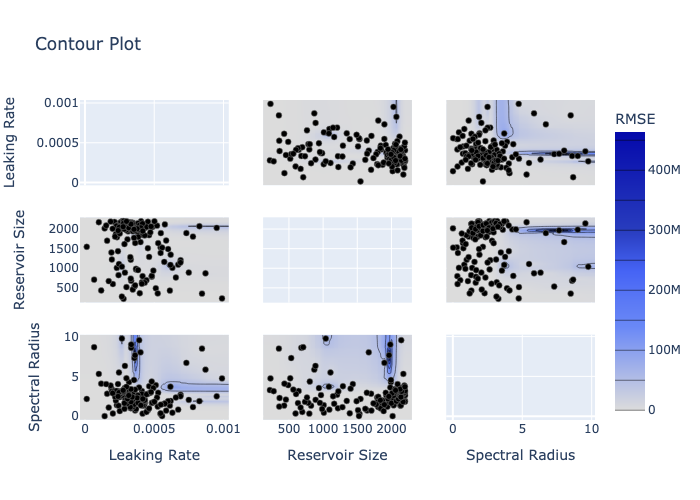 Contour Plot
RMSE
Leaking Rate
0.001
0.0005
0
400M
300M
200M
100M
0
Reservoir Size
2000
1500
1000
500
Spectral Radius
10
5
0
0 0.0005 0.001
500 1000 1500 2000
0 5 10
Leaking Rate Reservoir Size Spectral Radius